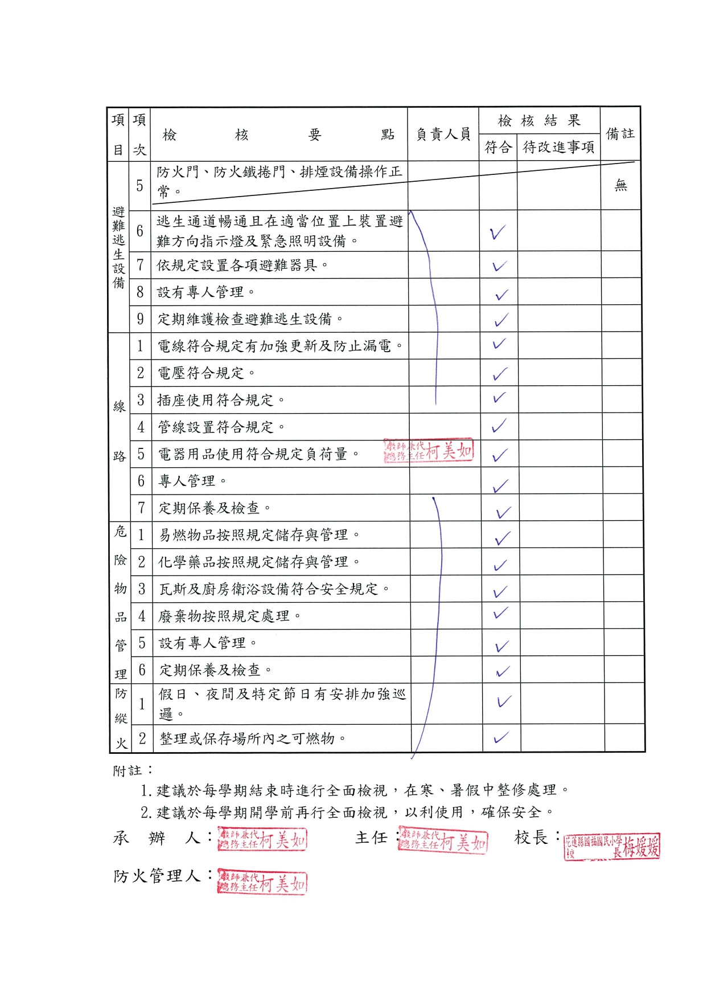 項目 項次 檢核要點 負責人員 檢核結果 備註
符合 待改進事項
避難逃生設備
5 防火門、防火鐵捲門、排煙設備操作正
常。
無
6 逃生通道暢通且在適當位置上裝置避
難方向指示燈及緊急照明設備。 ✓
7 依規定設置各項避難器具。 ✓
8 設有專人管理。 ✓
9 定期維護檢查避難逃生設備。 ✓
線路
1 電線符合規定有加強更新及防止漏電。 ✓
2 電壓符合規定。 ✓
3 插座使用符合規定。 ✓
4 管線設置符合規定。 ✓
5 電器用品使用符合規定負荷量。 ✓
教師兼代
總務主任 柯美如
6 專人管理。 ✓
7 定期保養及檢查。 ✓
危險物品管理
1 易燃物品按照規定儲存與管理。 ✓
2 化學藥品按照規定儲存與管理。 ✓
3 瓦斯及廚房衛浴設備符合安全規定。 ✓
4 廢棄物按照規定處理。 ✓
5 設有專人管理。 ✓
6 定期保養及檢查。 ✓
防縱火
1 假日、夜間及特定節日有安排加強巡
邏。 ✓
2 整理或保存場所內之可燃物。 ✓
附註：
1.建議於每學期結束時進行全面檢視，在寒、暑假中整修處理。
2.建議於每學期開學前再行全面檢視，以利使用，確保安全。
承辦人： 教師兼代總務主任 柯美如 主任： 教師兼代總務主任 柯美如 校長： 花蓮縣國福國民小學校長 梅媛媛
防火管理人： 教師兼代總務主任 柯美如